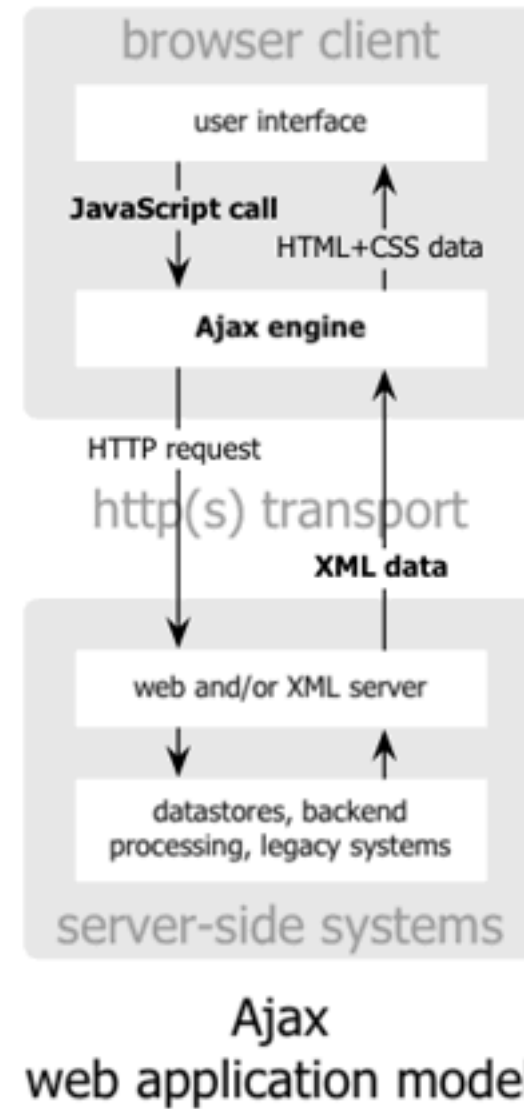 browser client
user interface
JavaScript call
HTML+CSS data
Ajax engine
HTTP request
http(s) transport
XML data
web and/or XML server
datastores, backend
processing, legacy systems
server-side systems
Ajax
web application model